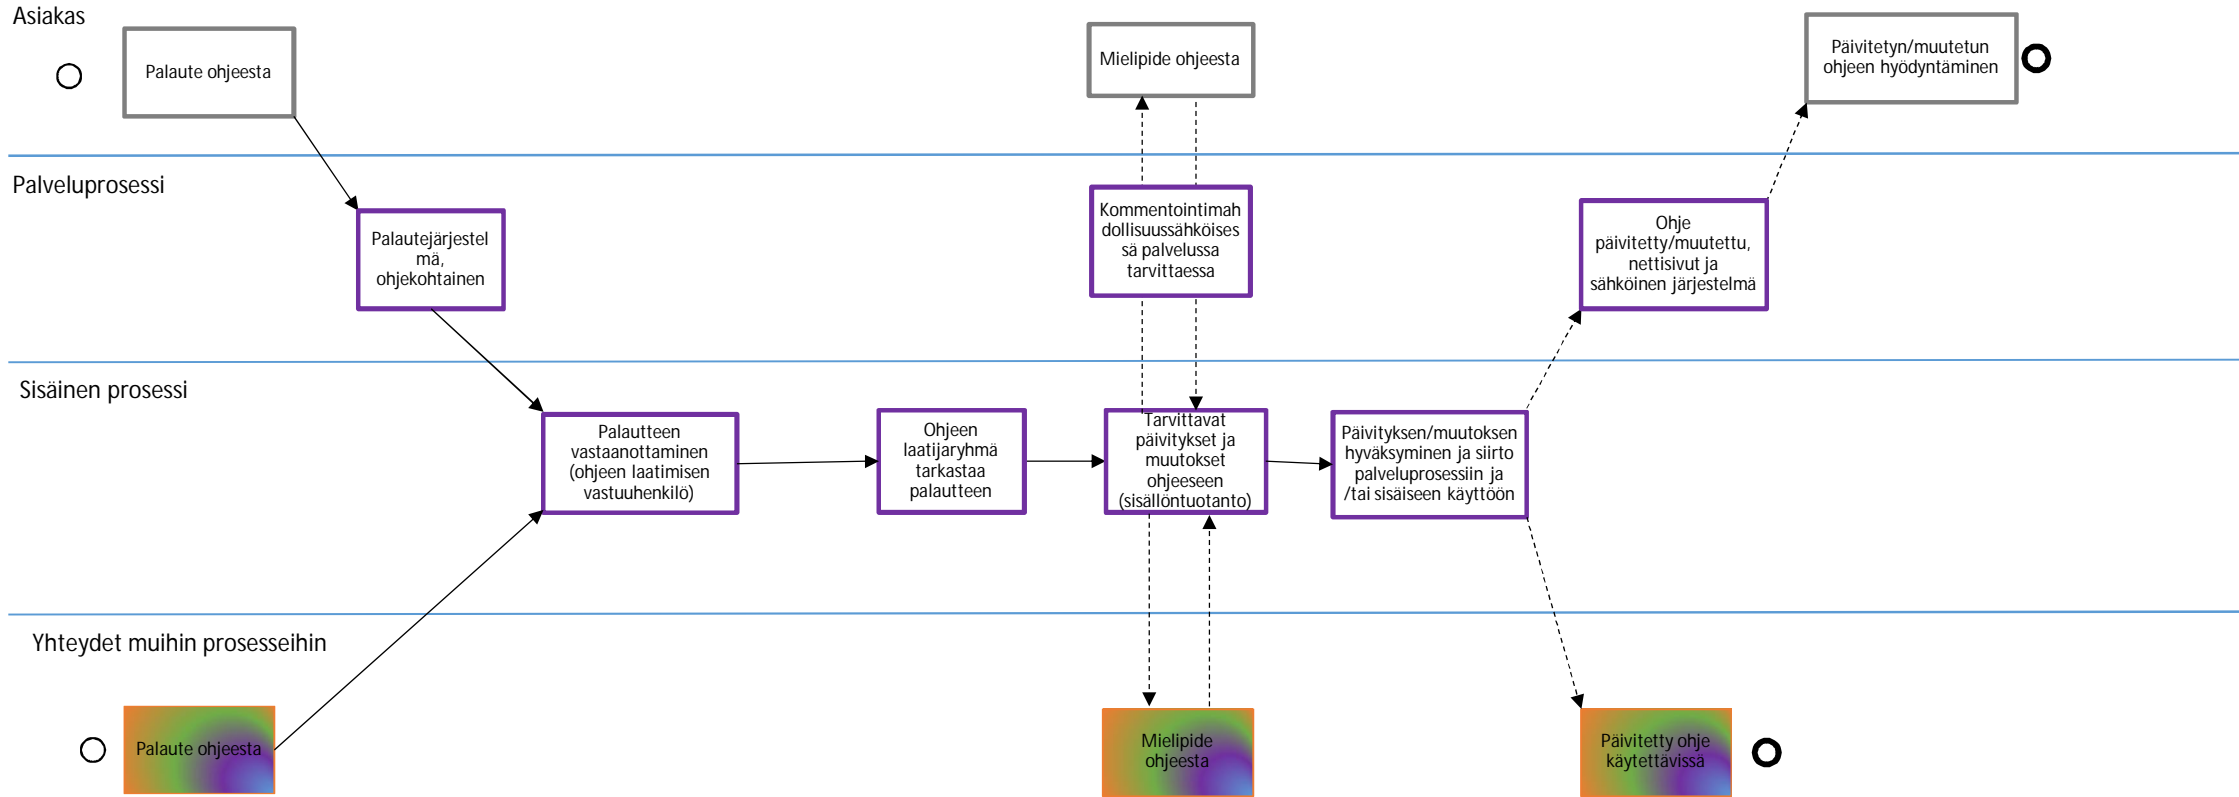 Asiakas
Palaute ohjeesta
Mielipide ohjeesta
Päivitetyn/muutetun
ohjeen hyödyntäminen
Palveluprosessi
Palautejärjestel
mä,
ohjekohtainen
Kommentointimah
dollisuussähköises
sä palvelussa
tarvittaessa
Ohje
päivitetty/muutettu,
nettisivut ja
sähköinen järjestelmä
Sisäinen prosessi
Palautteen
vastaanottaminen
(ohjeen laatimisen
vastuuhenkilö)
Ohjeen
laatijaryhmä
tarkastaa
palautteen
Tarvittavat
päivitykset ja
muutokset
ohjeeseen
(sisällöntuotanto)
Päivityksen/muutoksen
hyväksyminen ja siirto
palveluprosessiin ja
/tai sisäiseen käyttöön
Yhteydet muihin prosesseihin
Palaute ohjeesta
Mielipide
ohjeesta
Päivitetty ohje
käytettävissä